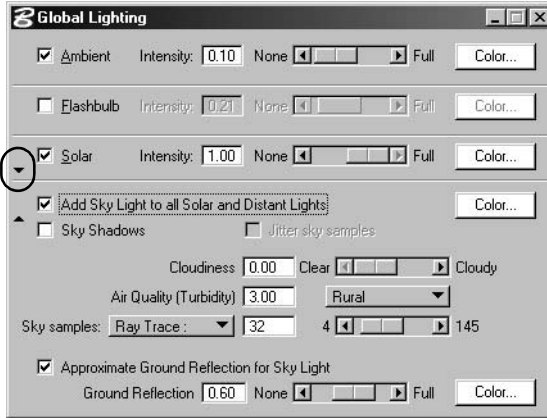 Global Lighting
Ambient Intensity: 0.10 None Full Color...
Flashbulb Intensity: 0.21 None Full Color...
Solar Intensity: 1.00 None Full Color...
Add Sky Light to all Solar and Distant Lights Color...
Sky Shadows Jitter sky samples
Cloudiness 0.00 Clear Cloudy
Air Quality (Turbidity) 3.00 Rural
Sky samples: Ray Trace : 32 4 145
Approximate Ground Reflection for Sky Light
Ground Reflection 0.60 None Full Color...